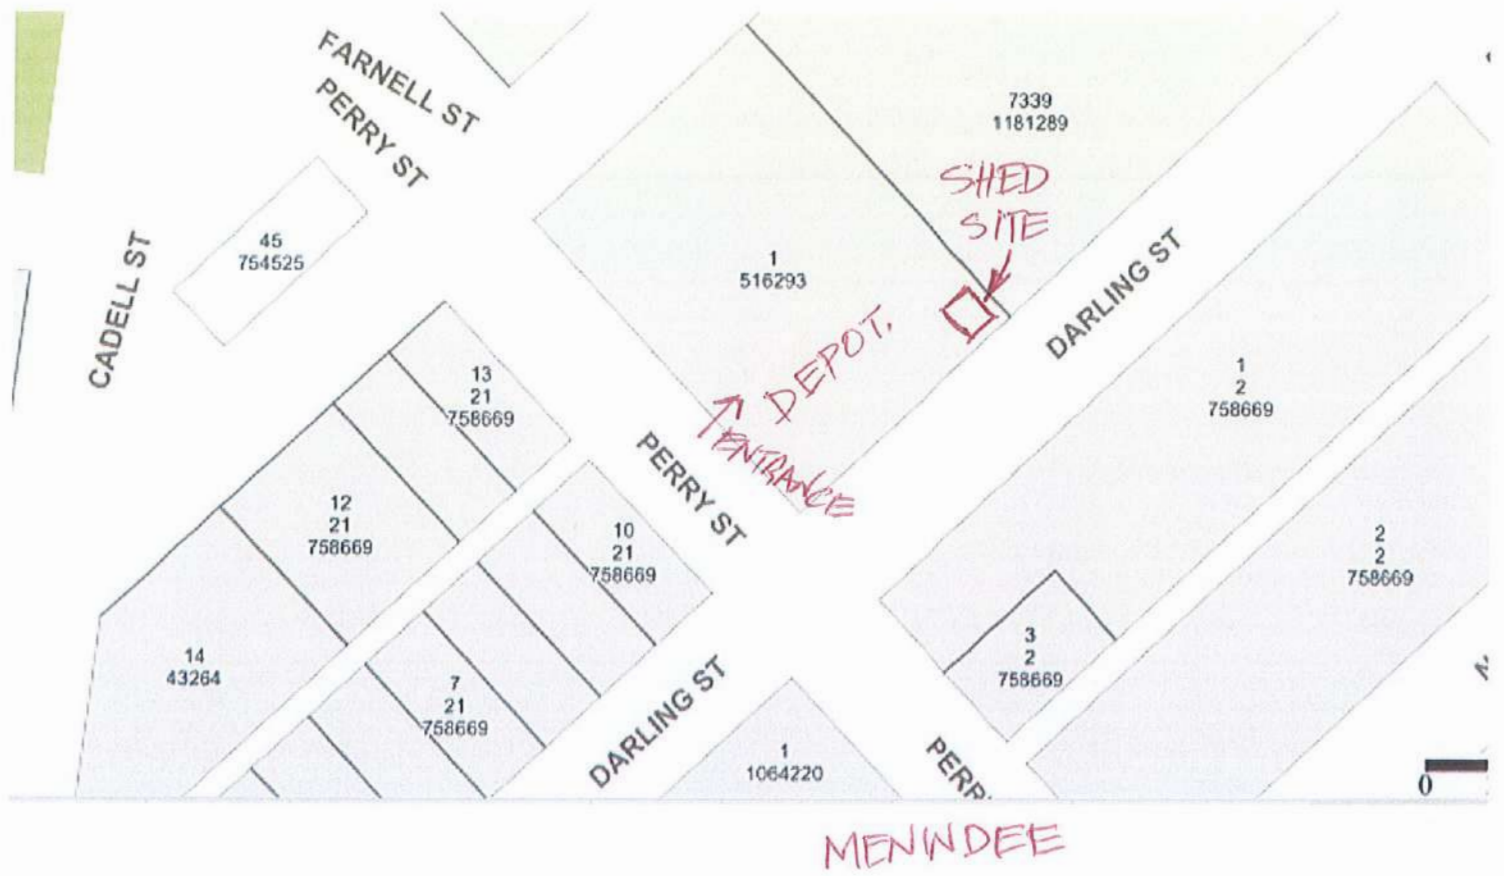 FARNELL ST
PERRY ST
7339
1181289
SHED
SITE
45
754525
CADELL ST
1
516293
DARLING ST
DEPOT.
ENTRANCE
13
21
758669
1
2
758669
PERRY ST
12
21
758669
10
21
758669
2
2
758669
14
43264
7
21
758669
3
2
758669
DARLING ST
1
1064220
PERR
0
MENINDEE